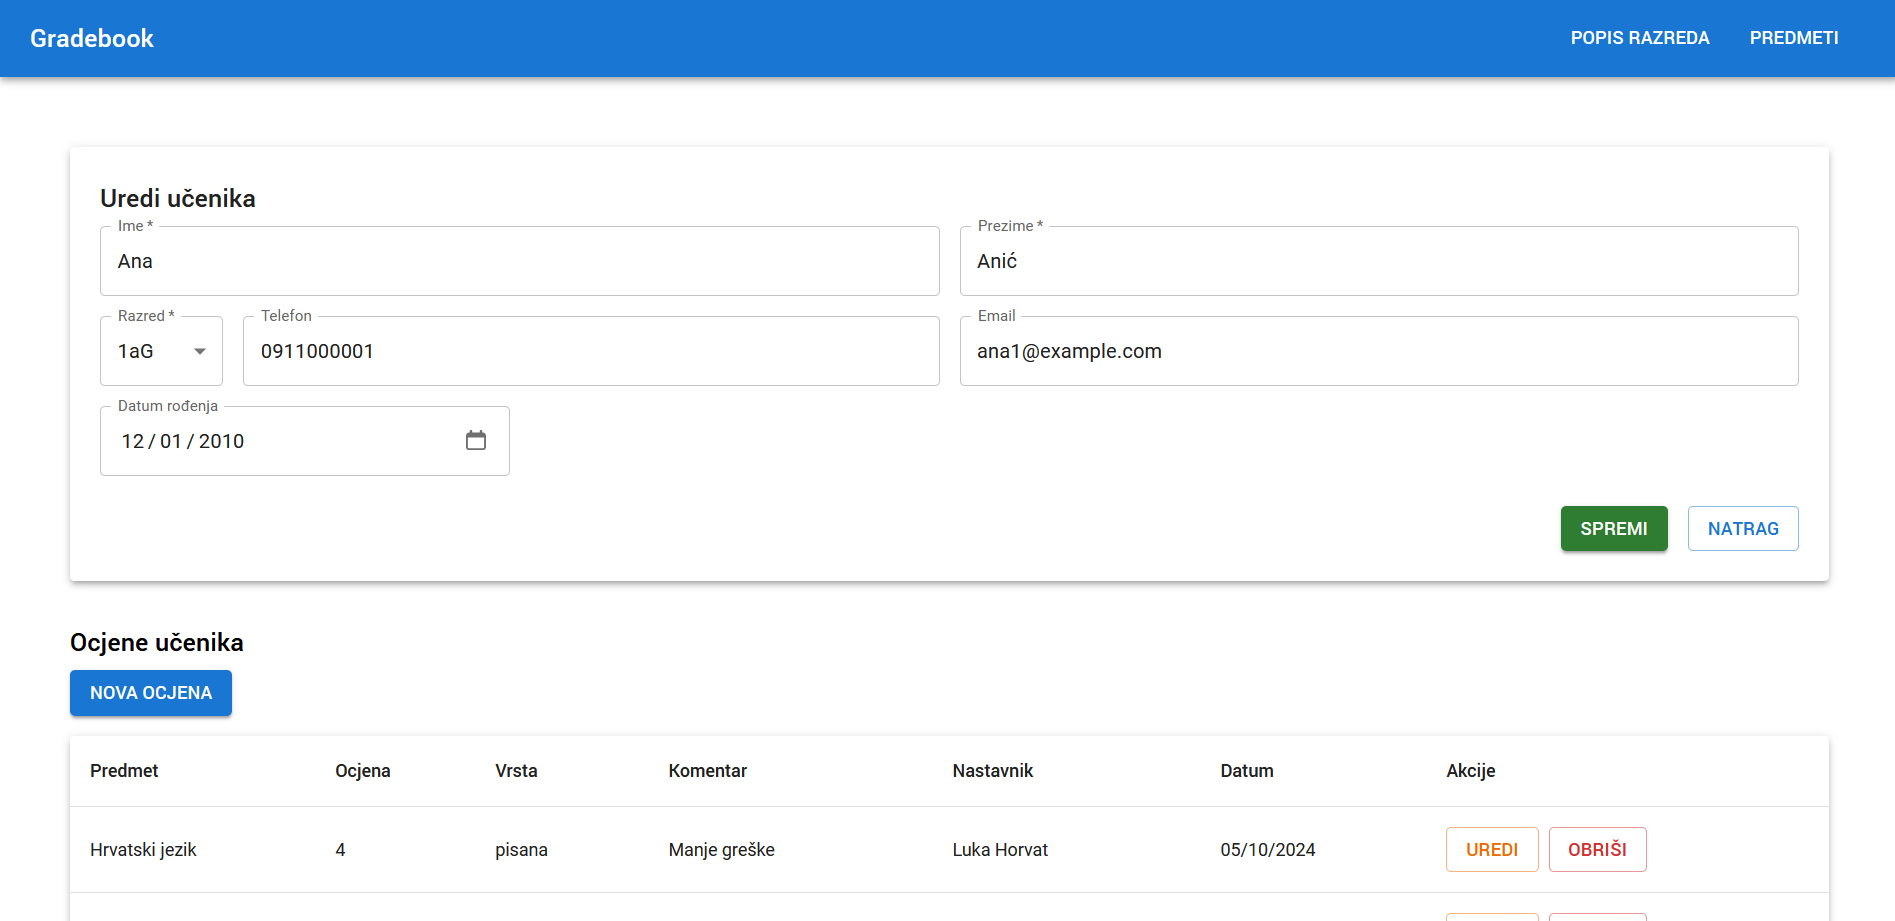 Gradebook POPIS RAZREDA PREDMETI
Uredi učenika
Ime * Prezime *
Ana Anić
Razred * Telefon Email
1aG 0911000001 ana1@example.com
Datum rođenja
12 / 01 / 2010
SPREMI NATRAG
Ocjene učenika
NOVA OCJENA
Predmet Ocjena Vrsta Komentar Nastavnik Datum Akcije
Hrvatski jezik 4 pisana Manje greške Luka Horvat 05/10/2024 UREDI OBRIŠI